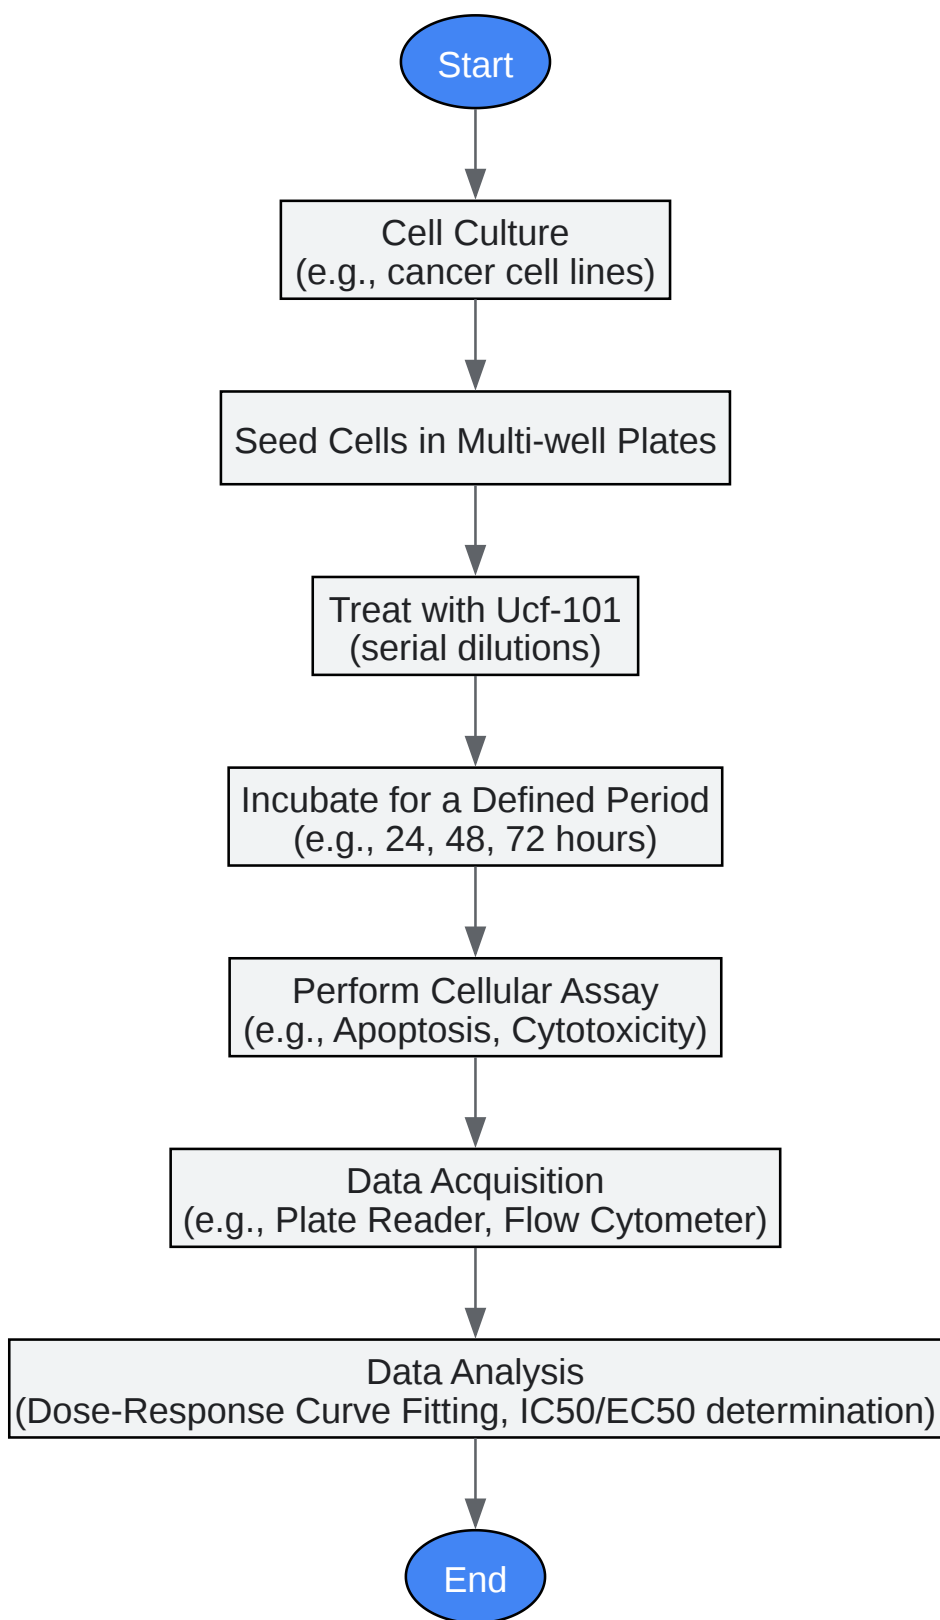 Start
Cell Culture
(e.g., cancer cell lines)
Seed Cells in Multi-well Plates
Treat with Ucf-101
(serial dilutions)
Incubate for a Defined Period
(e.g., 24, 48, 72 hours)
Perform Cellular Assay
(e.g., Apoptosis, Cytotoxicity)
Data Acquisition
(e.g., Plate Reader, Flow Cytometer)
Data Analysis
(Dose-Response Curve Fitting, IC50/EC50 determination)
End